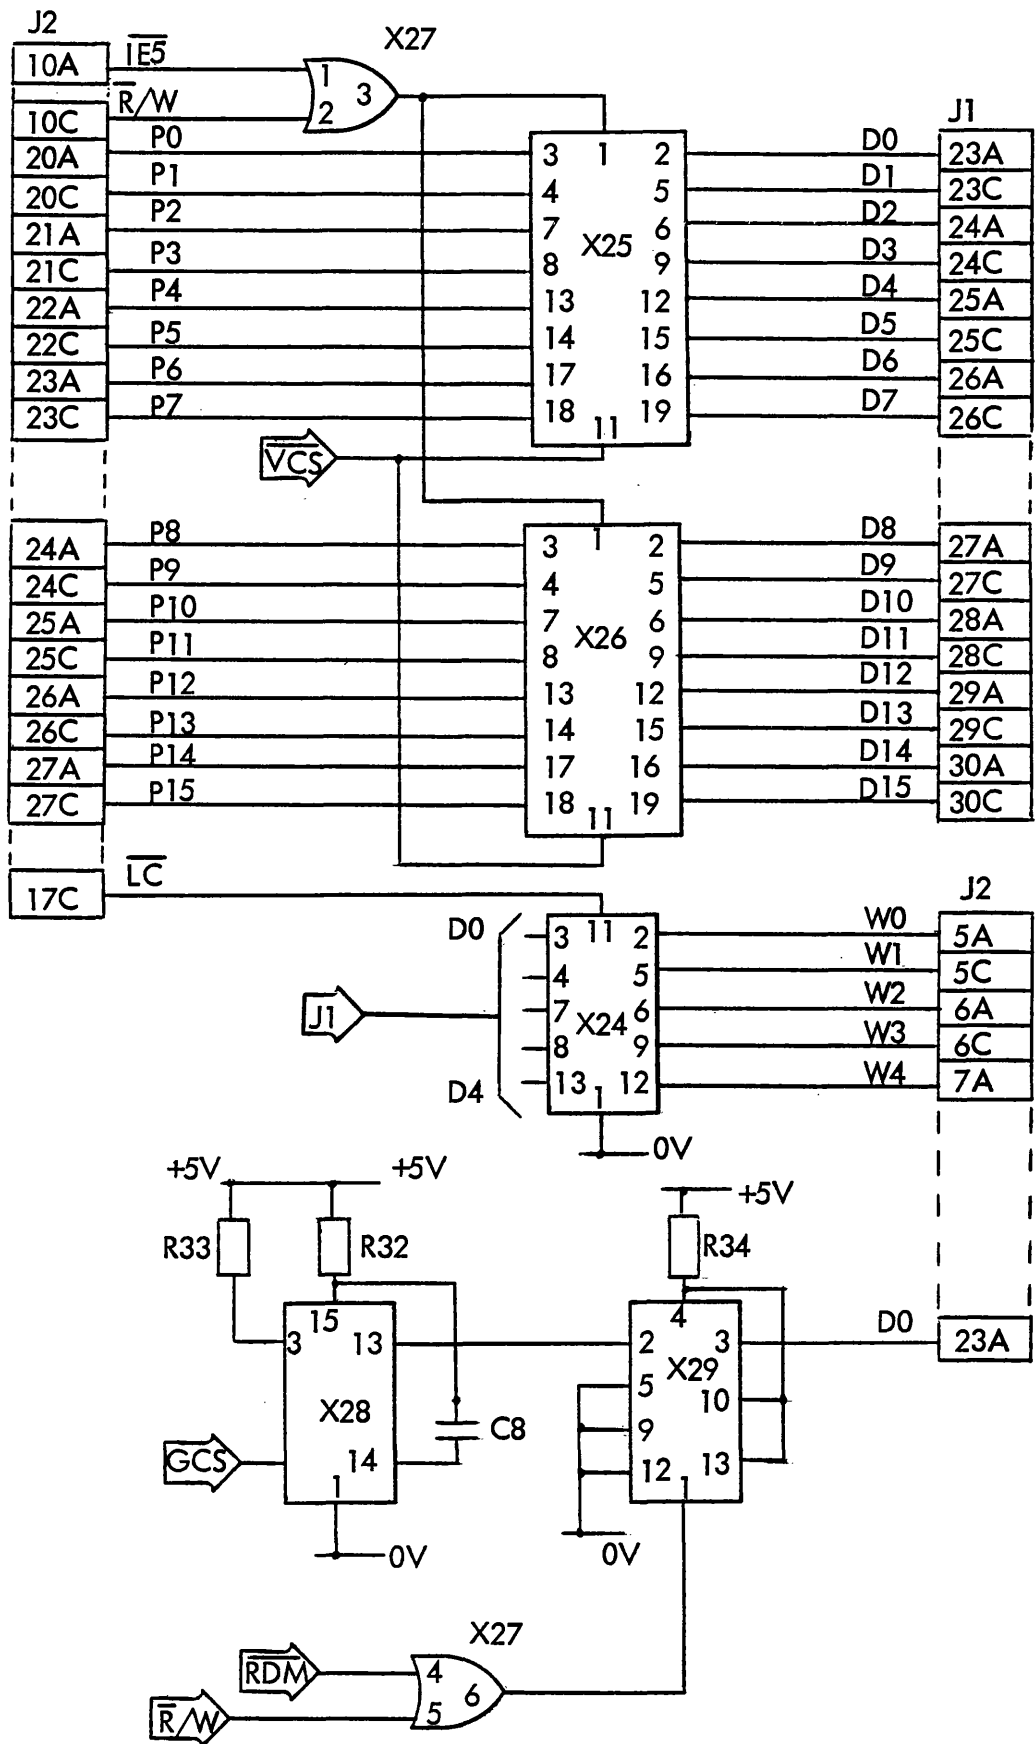 J2
X27
10A I̅E̅5̅ 1 3
R̅/W 2
J1
10C
20A P0 3 1 2 D0 23A
20C P1 4 5 D1 23C
21A P2 7 6 D2 24A
X25
21C P3 8 9 D3 24C
22A P4 13 12 D4 25A
22C P5 14 15 D5 25C
23A P6 17 16 D6 26A
23C P7 18 11 19 D7 26C
V̅C̅S̅
24A P8 3 1 2 D8 27A
24C P9 4 5 D9 27C
25A P10 7 6 D10 28A
X26
25C P11 8 9 D11 28C
26A P12 13 12 D12 29A
26C P13 14 15 D13 29C
27A P14 17 16 D14 30A
27C P15 18 11 19 D15 30C
17C L̅C̅
J2
D0 3 11 2 W0 5A
4 5 W1 5C
J1 7 X24 6 W2 6A
8 9 W3 6C
D4 13 1 12 W4 7A
0V
+5V +5V +5V
R33 R32 R34
15 4
3 13 2 3 D0 23A
X29
5 10
X28 C8 9
GCS 14 12 13
1 1
0V 0V
X27
R̅D̅M̅ 4 6
R̅/W 5